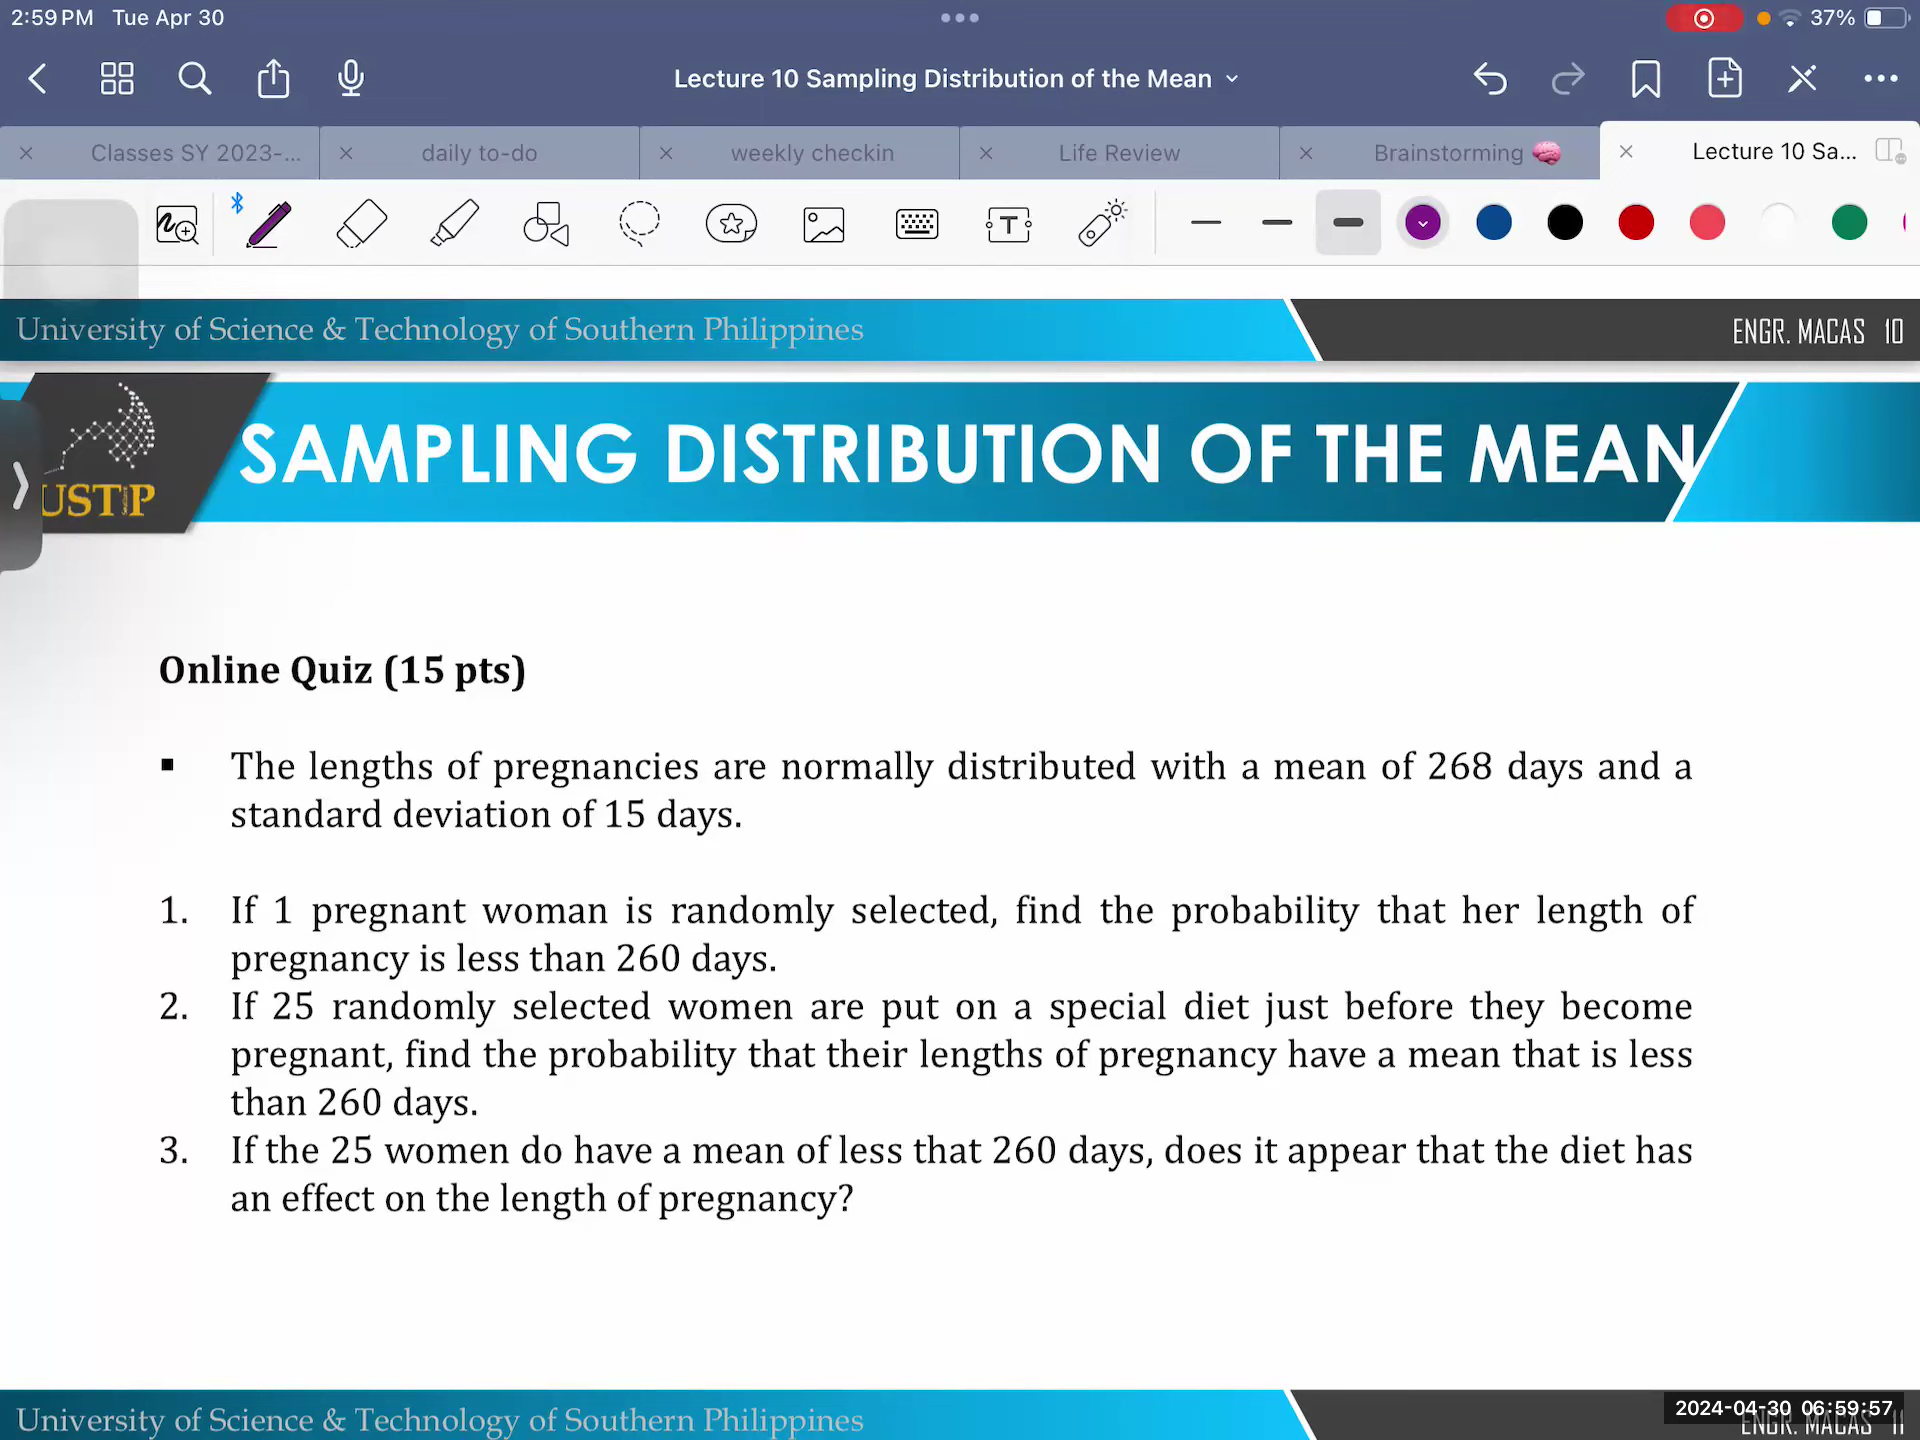 2:59 PM Tue Apr 30
37%
Lecture 10 Sampling Distribution of the Mean
Classes SY 2023-...
daily to-do
weekly checkin
Life Review
Brainstorming 🧠
Lecture 10 Sa...
University of Science & Technology of Southern Philippines
ENGR. MACAS 10
USTP
SAMPLING DISTRIBUTION OF THE MEAN
Online Quiz (15 pts)
▪ The lengths of pregnancies are normally distributed with a mean of 268 days and a
standard deviation of 15 days.
1. If 1 pregnant woman is randomly selected, find the probability that her length of
pregnancy is less than 260 days.
2. If 25 randomly selected women are put on a special diet just before they become
pregnant, find the probability that their lengths of pregnancy have a mean that is less
than 260 days.
3. If the 25 women do have a mean of less that 260 days, does it appear that the diet has
an effect on the length of pregnancy?
University of Science & Technology of Southern Philippines
2024-04-30 06:59:57
ENGR. MACAS 11